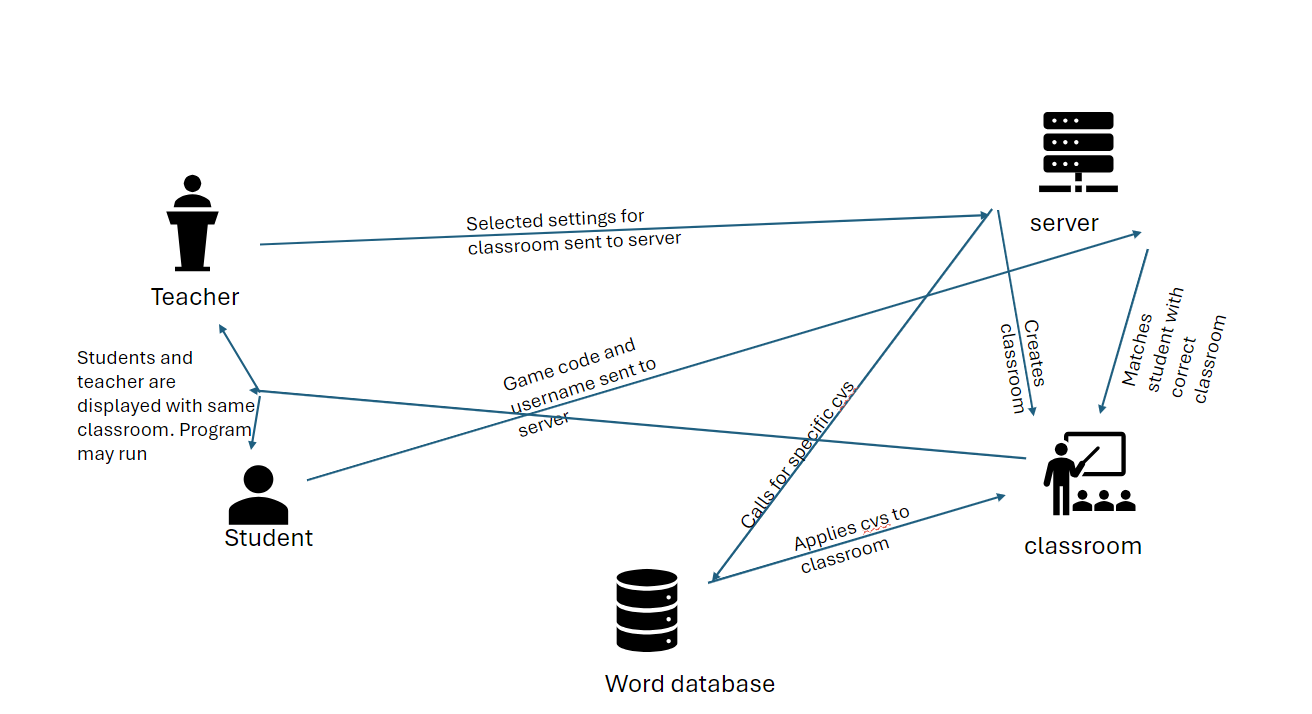 server
Selected settings for
classroom sent to server
Teacher
Students and
teacher are
displayed with same
classroom. Program
may run
Game code and
username sent to
server
Creates
classroom
Matches
student with
correct
classroom
Calls for specific cvs
Student
Applies cvs to
classroom
classroom
Word database